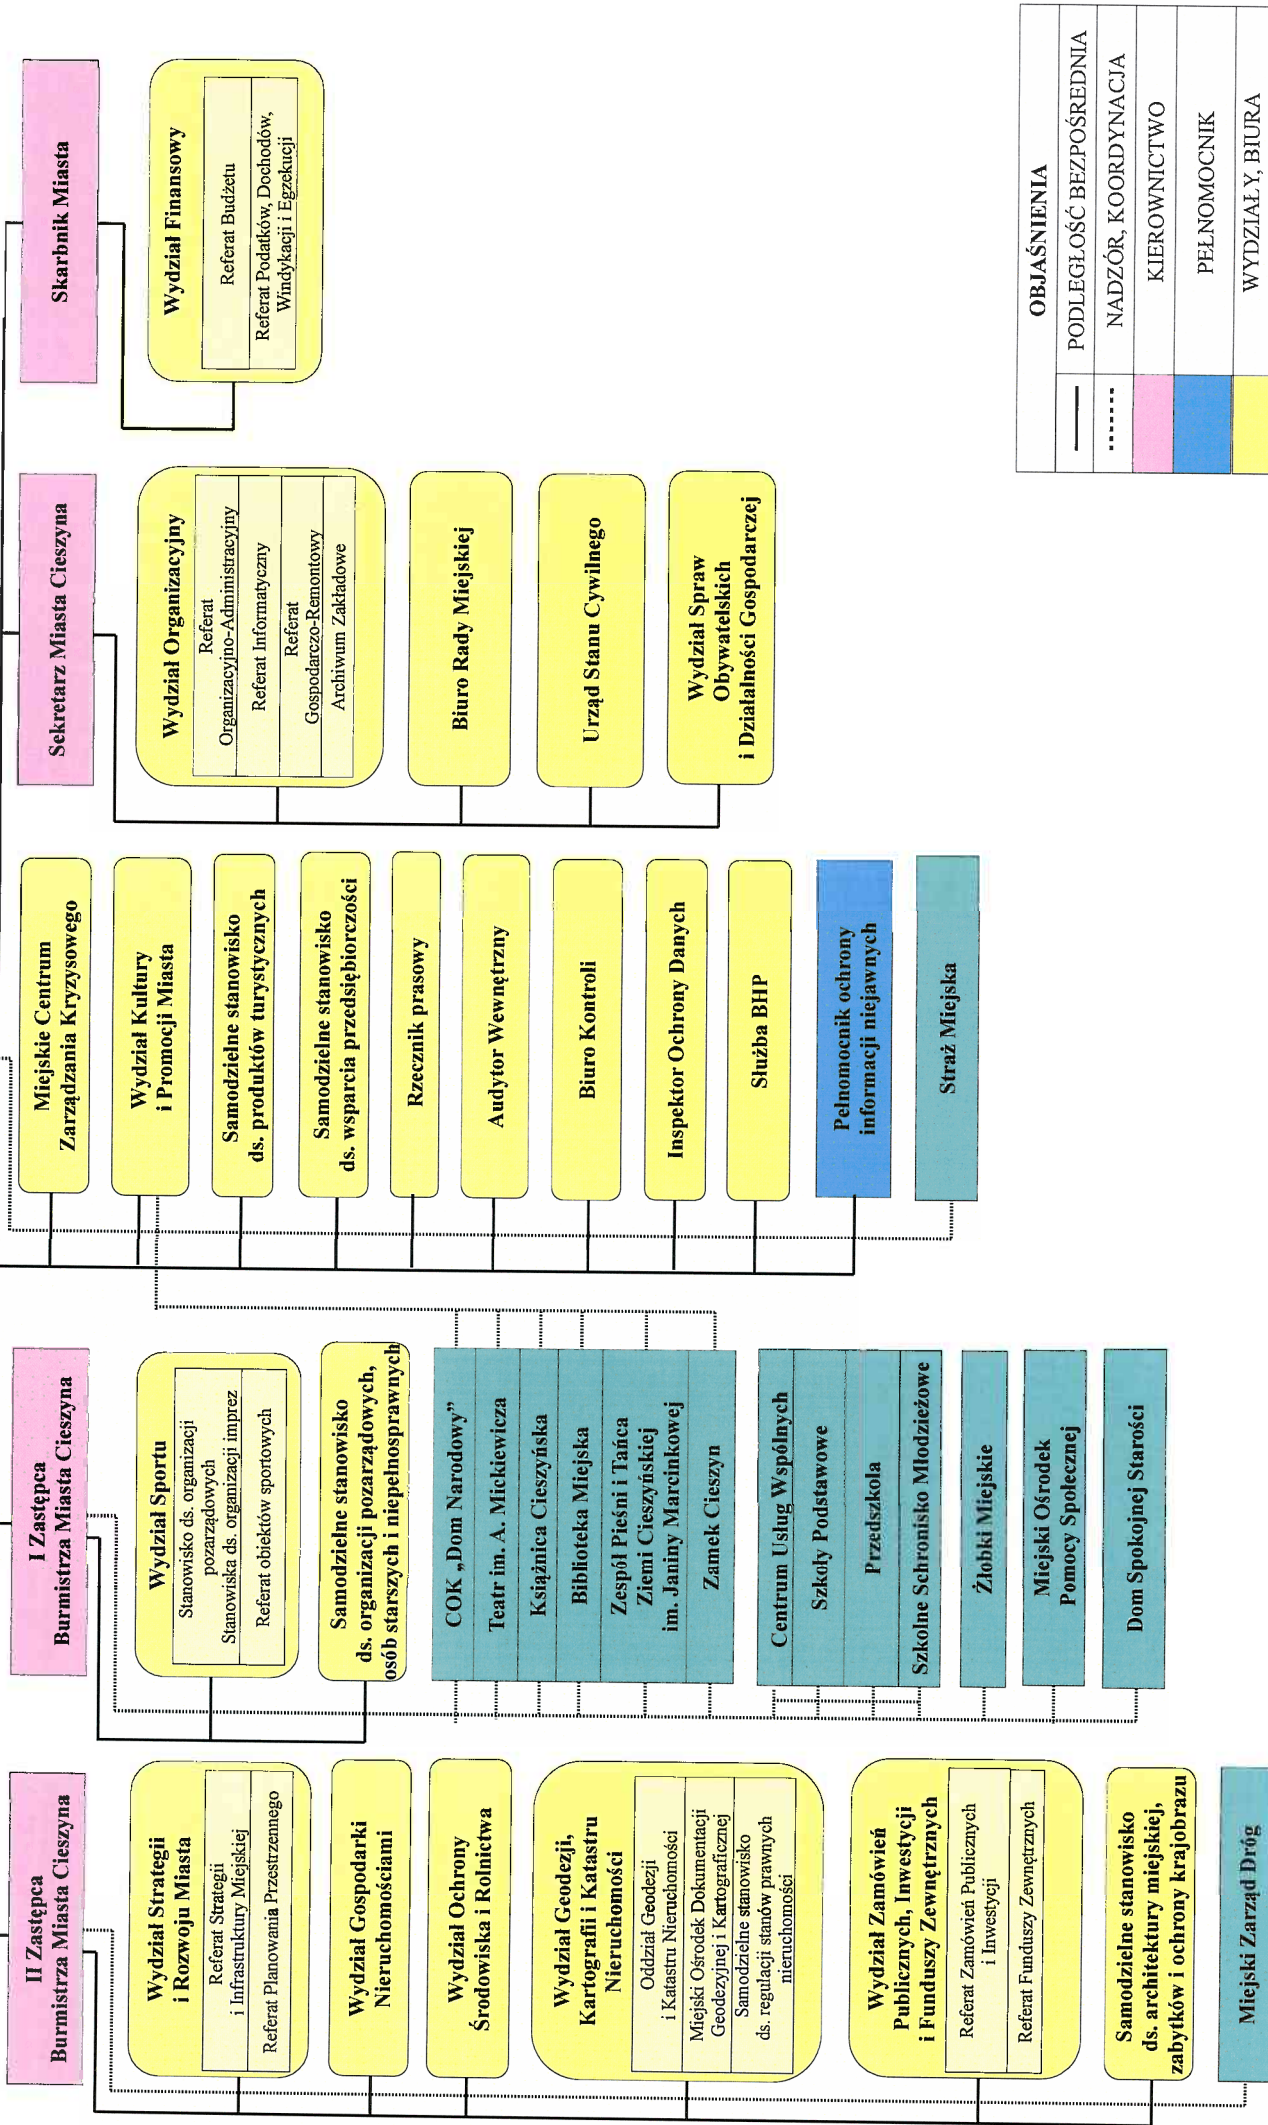 II Zastępca
Burmistrza Miasta Cieszyna
Wydział Strategii
i Rozwoju Miasta
Referat Strategii
i Infrastruktury Miejskiej
Referat Planowania Przestrzennego
Wydział Gospodarki
Nieruchomościami
Wydział Ochrony
Środowiska i Rolnictwa
Wydział Geodezji,
Kartografii i Katastru
Nieruchomości
Oddział Geodezji
i Katastru Nieruchomości
Miejski Ośrodek Dokumentacji
Geodezyjnej i Kartograficznej
Samodzielne stanowisko
ds. regulacji stanów prawnych
nieruchomości
Wydział Zamówień
Publicznych, Inwestycji
i Funduszy Zewnętrznych
Referat Zamówień Publicznych
i Inwestycji
Referat Funduszy Zewnętrznych
Samodzielne stanowisko
ds. architektury miejskiej,
zabytków i ochrony krajobrazu
Miejski Zarząd Dróg
I Zastępca
Burmistrza Miasta Cieszyna
Wydział Sportu
Stanowisko ds. organizacji
pozarządowych
Stanowiska ds. organizacji imprez
Referat obiektów sportowych
Samodzielne stanowisko
ds. organizacji pozarządowych,
osób starszych i niepełnosprawnych
COK „Dom Narodowy”
Teatr im. A. Mickiewicza
Książnica Cieszyńska
Biblioteka Miejska
Zespół Pieśni i Tańca
Ziemi Cieszyńskiej
im. Janiny Marcinkowej
Zamek Cieszyn
Centrum Usług Wspólnych
Szkoły Podstawowe
Przedszkola
Szkolne Schronisko Młodzieżowe
Żłobki Miejskie
Miejski Ośrodek
Pomocy Społecznej
Dom Spokojnej Starości
Miejskie Centrum
Zarządzania Kryzysowego
Wydział Kultury
i Promocji Miasta
Samodzielne stanowisko
ds. produktów turystycznych
Samodzielne stanowisko
ds. wsparcia przedsiębiorczości
Rzecznik prasowy
Audytor Wewnętrzny
Biuro Kontroli
Inspektor Ochrony Danych
Służba BHP
Pełnomocnik ochrony
informacji niejawnych
Straż Miejska
Sekretarz Miasta Cieszyna
Wydział Organizacyjny
Referat
Organizacyjno-Administracyjny
Referat Informatyczny
Referat
Gospodarczo-Remontowy
Archiwum Zakładowe
Biuro Rady Miejskiej
Urząd Stanu Cywilnego
Wydział Spraw
Obywatelskich
i Działalności Gospodarczej
Skarbnik Miasta
Wydział Finansowy
Referat Budżetu
Referat Podatków, Dochodów,
Windykacji i Egzekucji
OBJAŚNIENIA
PODLEGŁOŚĆ BEZPOŚREDNIA
NADZÓR, KOORDYNACJA
KIEROWNICTWO
PEŁNOMOCNIK
WYDZIAŁY, BIURA